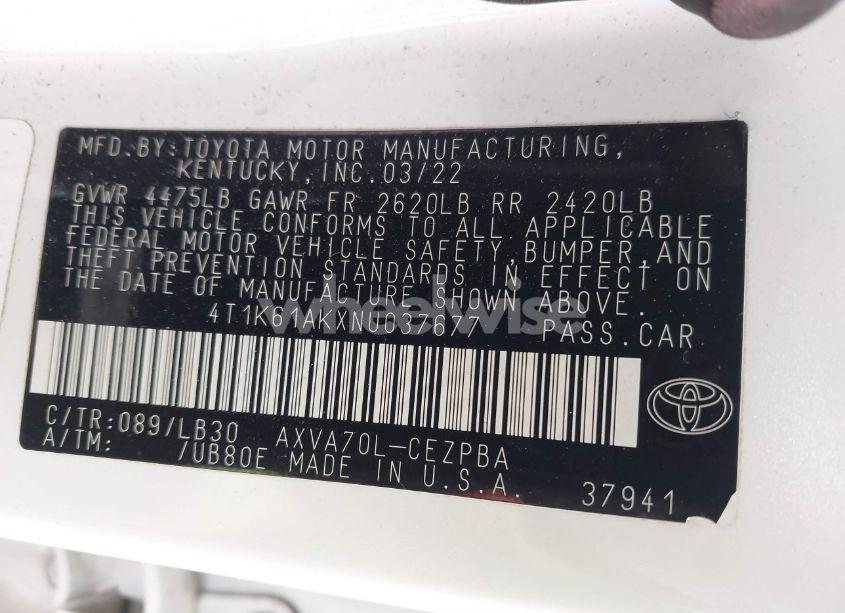 MFD.BY:TOYOTA MOTOR MANUFACTURING,
KENTUCKY,INC.03/22
GVWR 4475LB GAWR FR 2620LB RR 2420LB
THIS VEHICLE CONFORMS TO ALL APPLICABLE
FEDERAL MOTOR VEHICLE SAFETY,BUMPER,AND
THEFT PREVENTION STANDARDS IN EFFECT ON
THE DATE OF MANUFACTURE SHOWN ABOVE.
4T1K61AKXNU037677 PASS.CAR
wheelwise
C/TR:089/LB30 AXVA70L-CEZPBA
A/TM: /UB80E MADE IN U.S.A.
37941